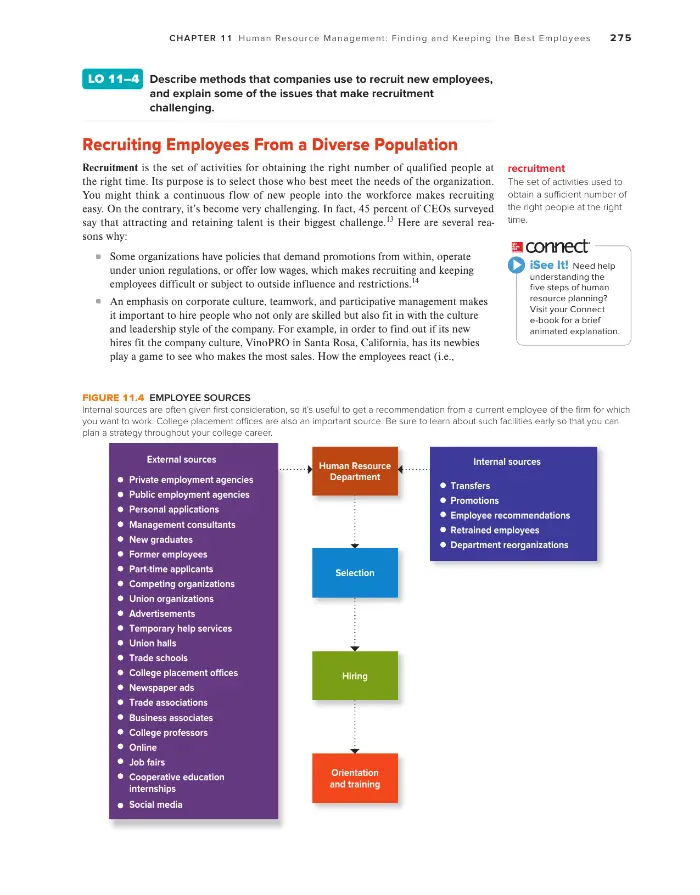 CHAPTER 11 Human Resource Management: Finding and Keeping the Best Employees 275
LO 11–4 Describe methods that companies use to recruit new employees,
and explain some of the issues that make recruitment
challenging.
Recruiting Employees From a Diverse Population
Recruitment is the set of activities for obtaining the right number of qualified people at
the right time. Its purpose is to select those who best meet the needs of the organization.
You might think a continuous flow of new people into the workforce makes recruiting
easy. On the contrary, it's become very challenging. In fact, 45 percent of CEOs surveyed
say that attracting and retaining talent is their biggest challenge.13 Here are several rea-
sons why:
Some organizations have policies that demand promotions from within, operate
under union regulations, or offer low wages, which makes recruiting and keeping
employees difficult or subject to outside influence and restrictions.14
An emphasis on corporate culture, teamwork, and participative management makes
it important to hire people who not only are skilled but also fit in with the culture
and leadership style of the company. For example, in order to find out if its new
hires fit the company culture, VinoPRO in Santa Rosa, California, has its newbies
play a game to see who makes the most sales. How the employees react (i.e.,
recruitment
The set of activities used to
obtain a sufficient number of
the right people at the right
time.
connect
iSee It! Need help
understanding the
five steps of human
resource planning?
Visit your Connect
e-book for a brief
animated explanation.
FIGURE 11.4 EMPLOYEE SOURCES
Internal sources are often given first consideration, so it's useful to get a recommendation from a current employee of the firm for which
you want to work. College placement offices are also an important source. Be sure to learn about such facilities early so that you can
plan a strategy throughout your college career.
External sources
Private employment agencies
Public employment agencies
Personal applications
Management consultants
New graduates
Former employees
Part-time applicants
Competing organizations
Union organizations
Advertisements
Temporary help services
Union halls
Trade schools
College placement offices
Newspaper ads
Trade associations
Business associates
College professors
Online
Job fairs
Cooperative education
internships
Social media
Human Resource
Department
Selection
Hiring
Orientation
and training
Internal sources
Transfers
Promotions
Employee recommendations
Retrained employees
Department reorganizations